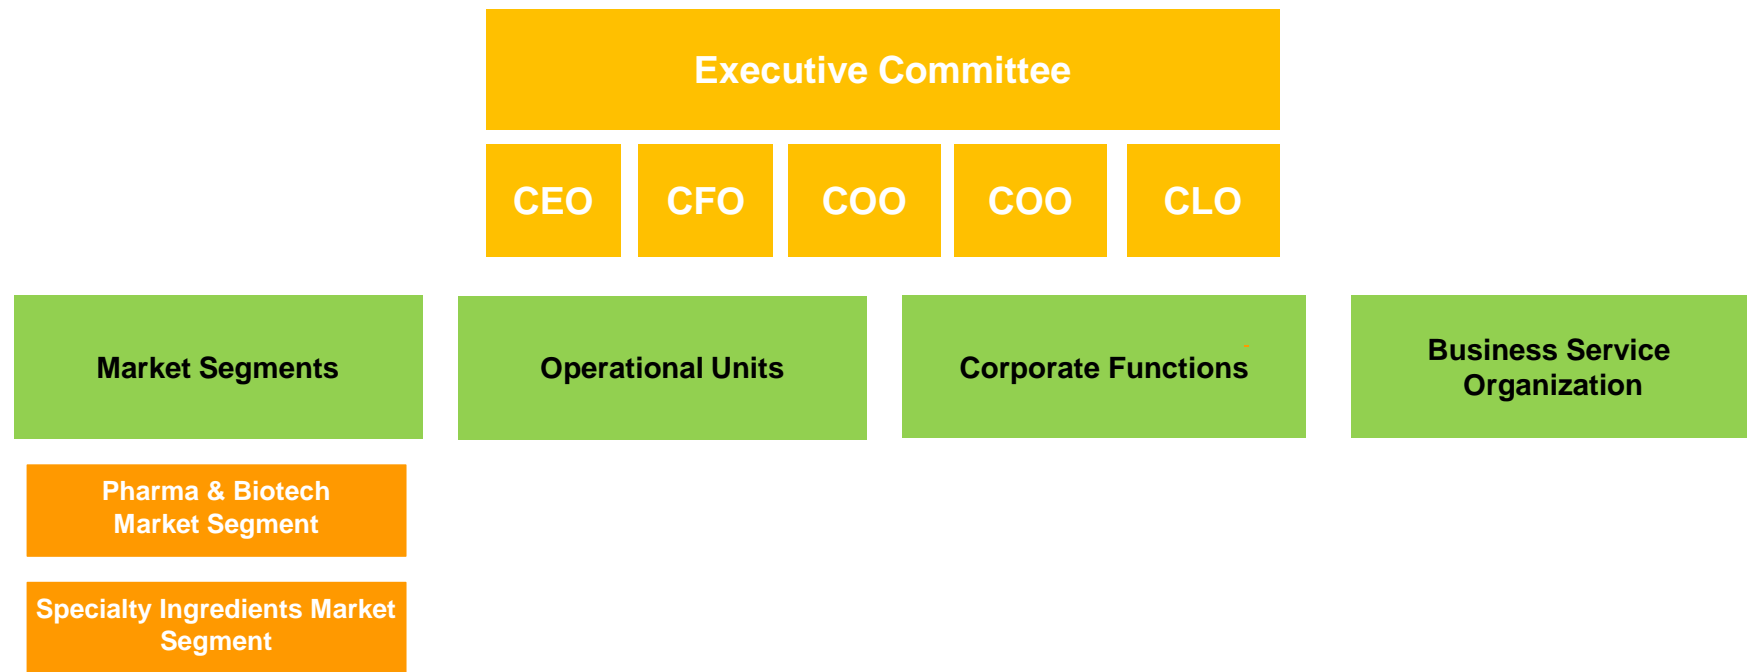 Executive Committee
CEO
CFO
COO
COO
CLO
Market Segments
Operational Units
Corporate Functions
Business Service
Organization
Pharma & Biotech
Market Segment
Specialty Ingredients Market
Segment